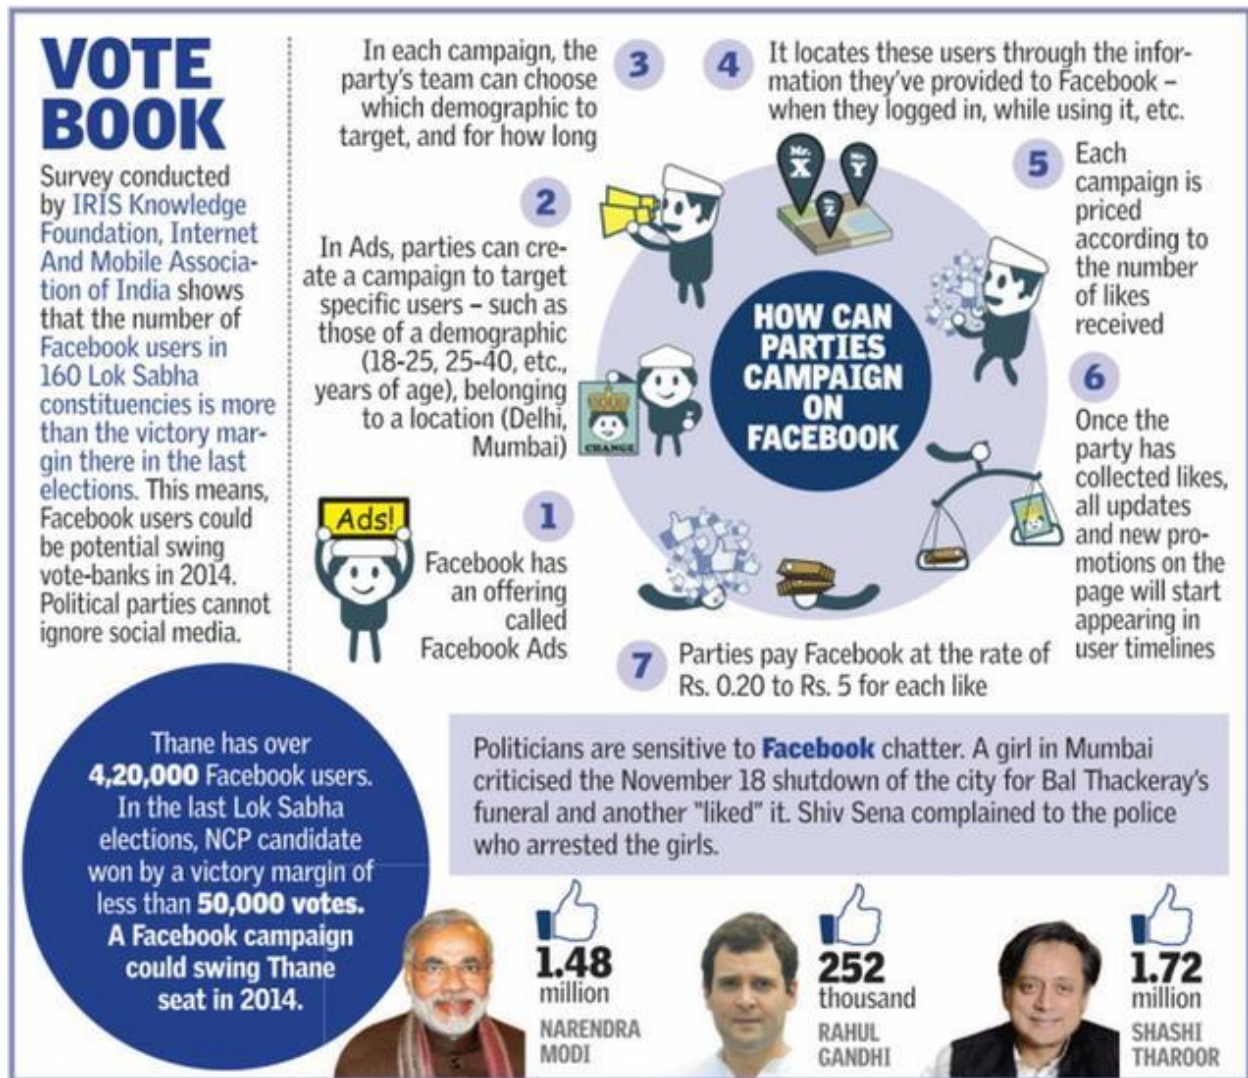 VOTE
BOOK
Survey conducted
by IRIS Knowledge
Foundation, Internet
And Mobile Associa-
tion of India shows
that the number of
Facebook users in
160 Lok Sabha
constituencies is more
than the victory mar-
gin there in the last
elections. This means,
Facebook users could
be potential swing
vote-banks in 2014.
Political parties cannot
ignore social media.
HOW CAN
PARTIES
CAMPAIGN
ON
FACEBOOK
Ads!
1
Facebook has
an offering
called
Facebook Ads
2
In Ads, parties can cre-
ate a campaign to target
specific users – such as
those of a demographic
(18-25, 25-40, etc.,
years of age), belonging
to a location (Delhi,
Mumbai)
CHANGE
3
In each campaign, the
party's team can choose
which demographic to
target, and for how long
4
It locates these users through the infor-
mation they've provided to Facebook –
when they logged in, while using it, etc.
Mr.
X
Mr.
Y
Z
5
Each
campaign is
priced
according to
the number
of likes
received
6
Once the
party has
collected likes,
all updates
and new pro-
motions on the
page will start
appearing in
user timelines
7
Parties pay Facebook at the rate of
Rs. 0.20 to Rs. 5 for each like
Thane has over
4,20,000 Facebook users.
In the last Lok Sabha
elections, NCP candidate
won by a victory margin of
less than 50,000 votes.
A Facebook campaign
could swing Thane
seat in 2014.
Politicians are sensitive to Facebook chatter. A girl in Mumbai
criticised the November 18 shutdown of the city for Bal Thackeray's
funeral and another "liked" it. Shiv Sena complained to the police
who arrested the girls.
1.48
million
NARENDRA
MODI
252
thousand
RAHUL
GANDHI
1.72
million
SHASHI
THAROOR